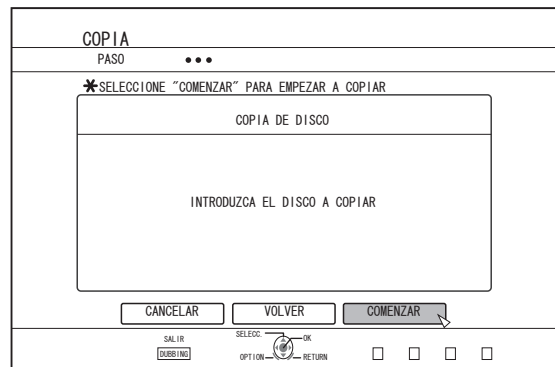 COPIA
PASO
*SELECCIONE "COMENZAR" PARA EMPEZAR A COPIAR
COPIA DE DISCO
INTRODUZCA EL DISCO A COPIAR
CANCELAR VOLVER COMENZAR
SALIR SELECC. OK
DUBBING OPTION RETURN